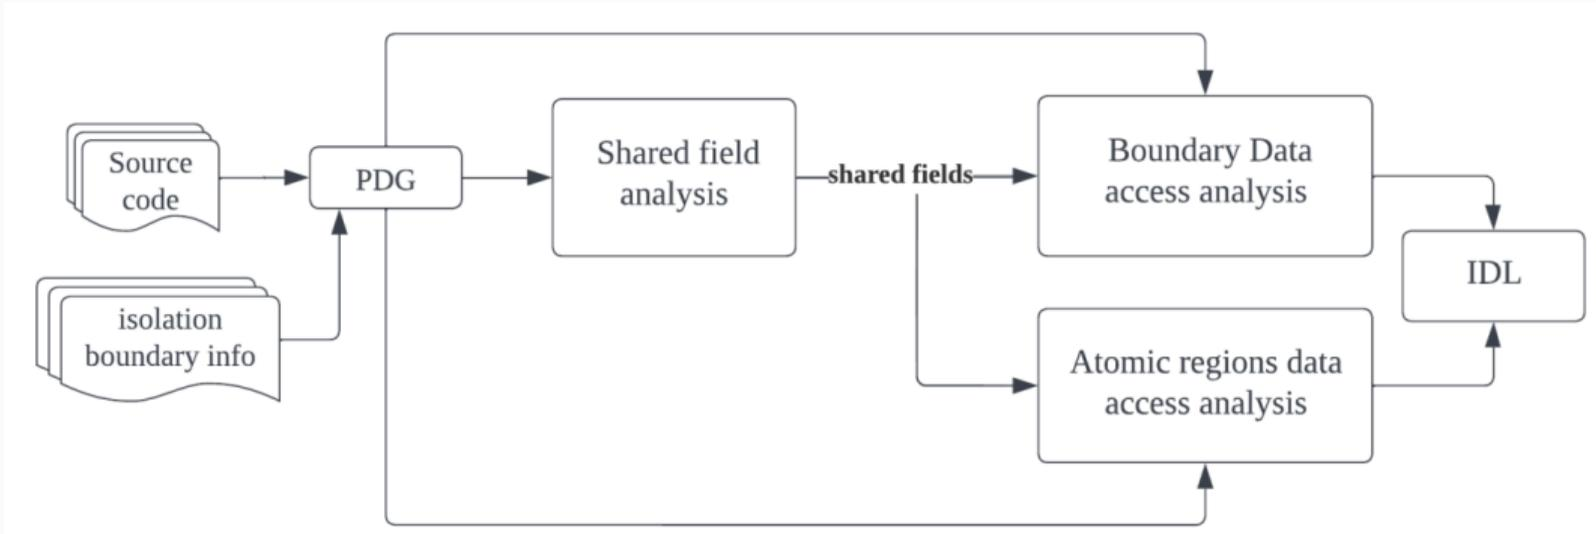 Source
code
isolation
boundary info
PDG
Shared field
analysis
shared fields
Boundary Data
access analysis
Atomic regions data
access analysis
IDL